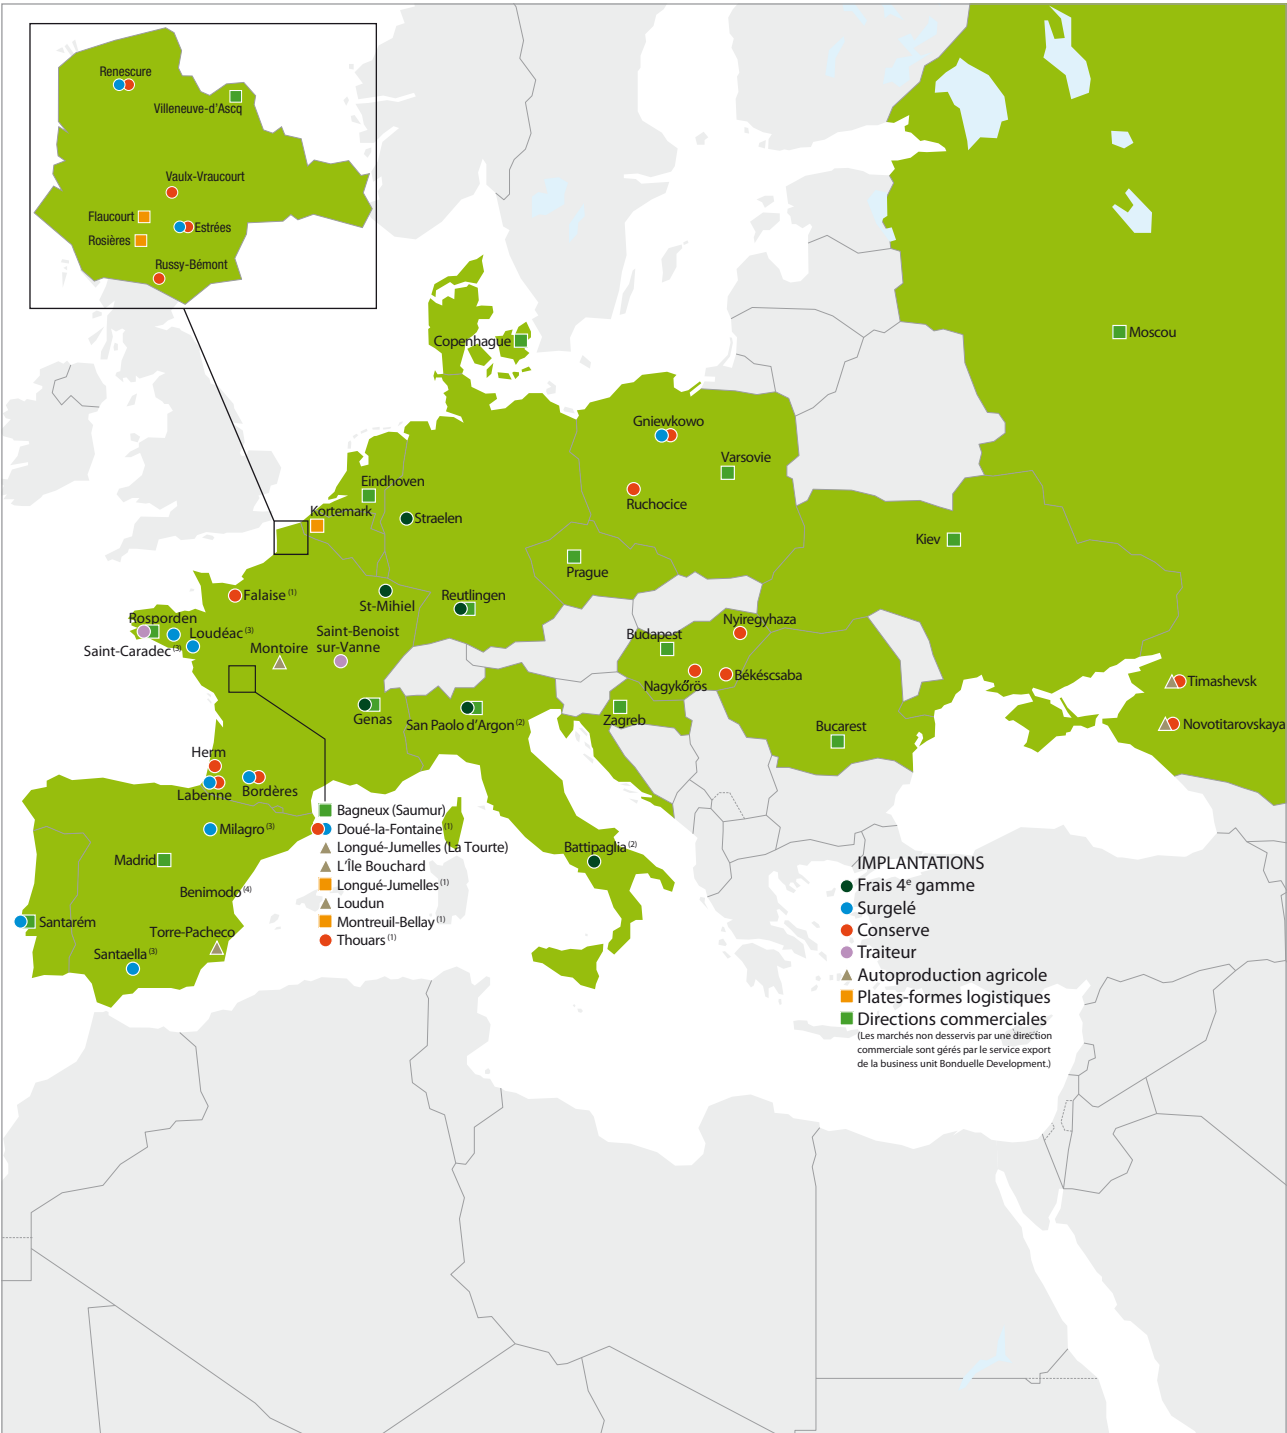 Renescure
Villeneuve-d'Ascq
Vaulx-Vraucourt
Flaucourt
Estrées
Rosières
Russy-Bémont
Moscou
Copenhague
Gniewkowo
Varsovie
Eindhoven
Ruchocice
Kortemark
Straelen
Kiev
Prague
Falaise (1)
St-Mihiel
Reutlingen
Rosporden
Nyiregyhaza
Loudéac (3)
Saint-Benoist
sur-Vanne
Budapest
Saint-Caradec (3)
Montoire
Békéscsaba
Nagykőrös
Timashevsk
Genas
San Paolo d'Argon (2)
Zagreb
Bucarest
Novotitarovskaya
Herm
Labenne
Bordères
Bagneux (Saumur)
Milagro (3)
Doué-la-Fontaine (1)
Longué-Jumelles (La Tourte)
Battipaglia (2)
Madrid
L'Île Bouchard
Longué-Jumelles (1)
Benimodo (4)
Loudun
Santarém
Montreuil-Bellay (1)
Torre-Pacheco
Thouars (1)
Santaella (3)
IMPLANTATIONS
Frais 4e gamme
Surgelé
Conserve
Traiteur
Autoproduction agricole
Plates-formes logistiques
Directions commerciales
(Les marchés non desservis par une direction
commerciale sont gérés par le service export
de la business unit Bonduelle Development.)